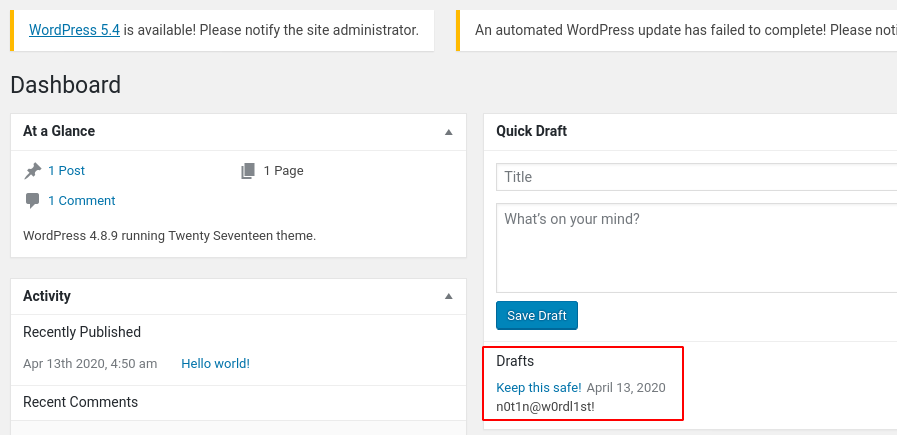 WordPress 5.4 is available! Please notify the site administrator.
An automated WordPress update has failed to complete! Please noti
Dashboard
At a Glance
1 Post
1 Page
1 Comment
WordPress 4.8.9 running Twenty Seventeen theme.
Activity
Recently Published
Apr 13th 2020, 4:50 am Hello world!
Recent Comments
Quick Draft
Title
What's on your mind?
Save Draft
Drafts
Keep this safe! April 13, 2020
n0t1n@w0rdl1st!